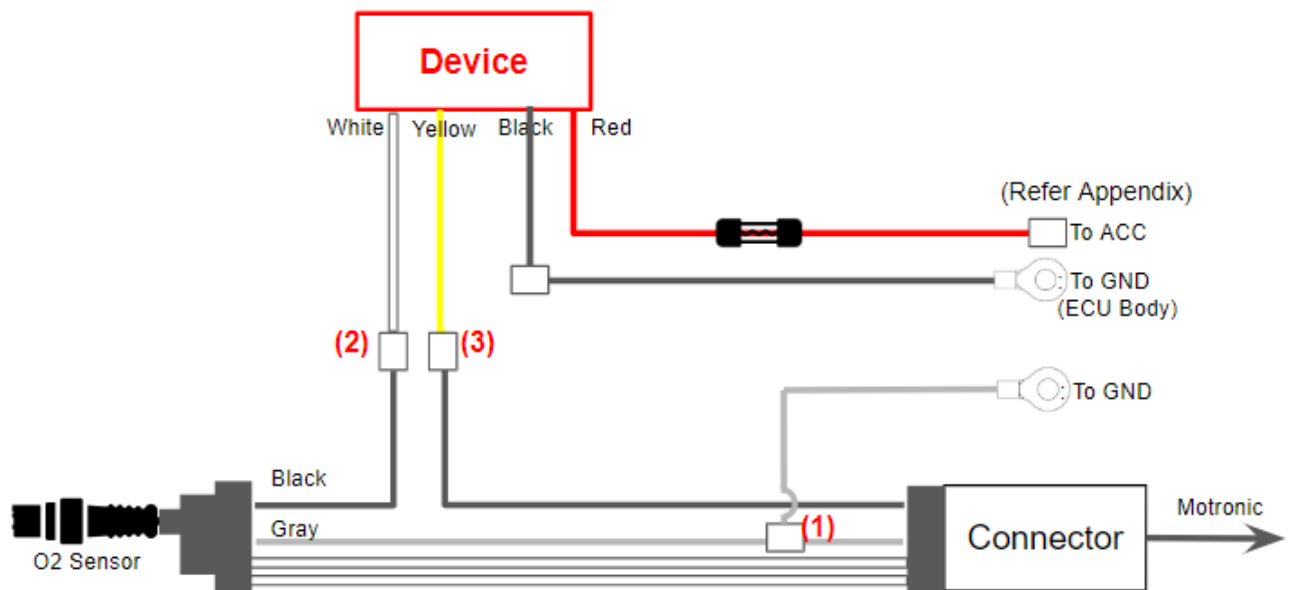 Device
White
Yellow
Black
Red
(Refer Appendix)
To ACC
To GND
(ECU Body)
(2)
(3)
To GND
Black
Gray
(1)
O2 Sensor
Connector
Motronic